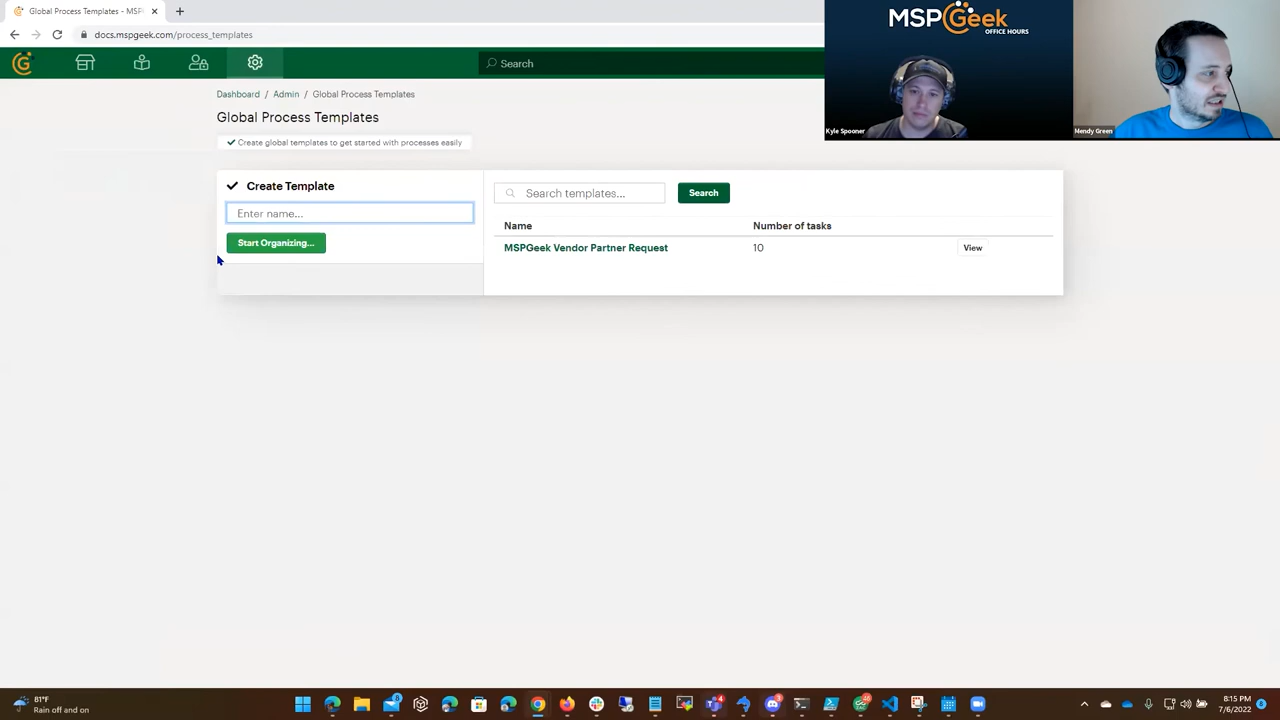 Global Process Templates - MSP
docs.mspgeek.com/process_templates
MSPGeek
OFFICE HOURS
Kyle Spooner
Mendy Green
Search
Dashboard / Admin / Global Process Templates
Global Process Templates
Create global templates to get started with processes easily
Create Template
Enter name...
Start Organizing...
Search templates...
Search
Name Number of tasks
MSPGeek Vendor Partner Request 10 View
81°F
Rain off and on
8:15 PM
7/6/2022